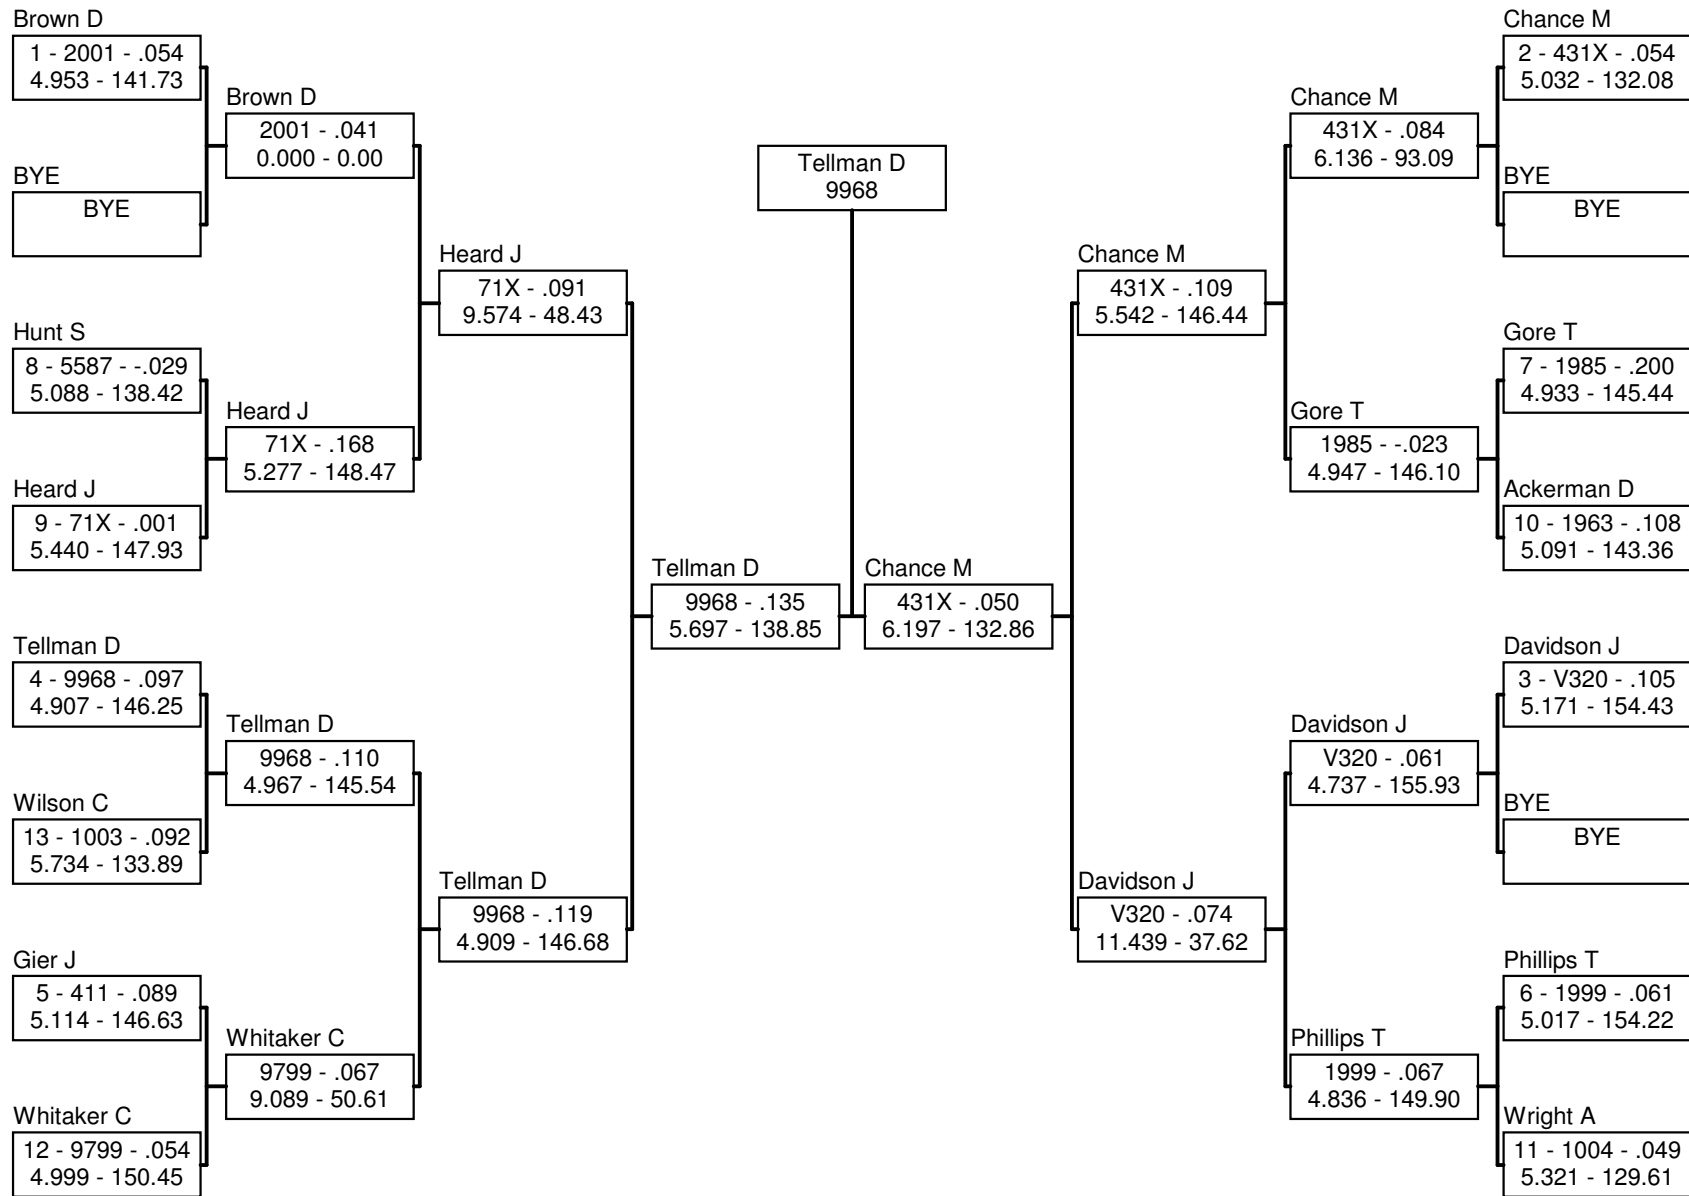 Brown D
1 - 2001 - .054
4.953 - 141.73
BYE
BYE
Hunt S
8 - 5587 - -.029
5.088 - 138.42
Heard J
9 - 71X - .001
5.440 - 147.93
Tellman D
4 - 9968 - .097
4.907 - 146.25
Wilson C
13 - 1003 - .092
5.734 - 133.89
Gier J
5 - 411 - .089
5.114 - 146.63
Whitaker C
12 - 9799 - .054
4.999 - 150.45
Brown D
2001 - .041
0.000 - 0.00
Heard J
71X - .168
5.277 - 148.47
Tellman D
9968 - .110
4.967 - 145.54
Whitaker C
9799 - .067
9.089 - 50.61
Heard J
71X - .091
9.574 - 48.43
Tellman D
9968 - .119
4.909 - 146.68
Tellman D
9968 - .135
5.697 - 138.85
Tellman D
9968
Chance M
431X - .050
6.197 - 132.86
Chance M
431X - .109
5.542 - 146.44
Davidson J
V320 - .074
11.439 - 37.62
Chance M
431X - .084
6.136 - 93.09
Gore T
1985 - -.023
4.947 - 146.10
Davidson J
V320 - .061
4.737 - 155.93
Phillips T
1999 - .067
4.836 - 149.90
Chance M
2 - 431X - .054
5.032 - 132.08
BYE
BYE
Gore T
7 - 1985 - .200
4.933 - 145.44
Ackerman D
10 - 1963 - .108
5.091 - 143.36
Davidson J
3 - V320 - .105
5.171 - 154.43
BYE
BYE
Phillips T
6 - 1999 - .061
5.017 - 154.22
Wright A
11 - 1004 - .049
5.321 - 129.61